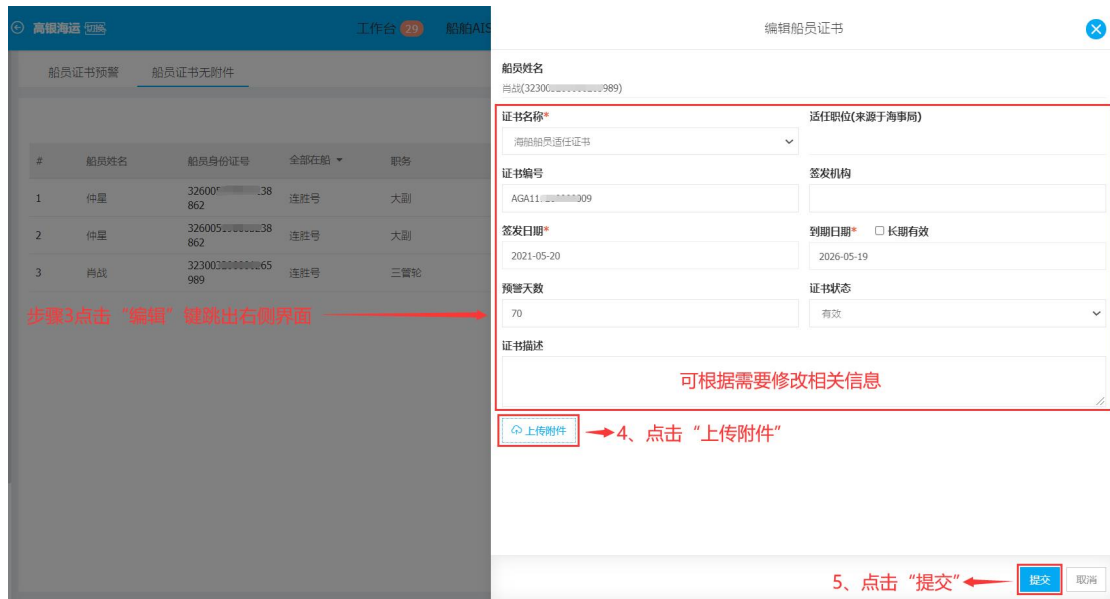 高银海运
工作台 29 船舶AIS
船员证书预警 船员证书无附件
# 船员姓名 船员身份证号 全部在船 职务
1 仲星 32600 38 连胜号 大副
862
2 仲星 326005 38 连胜号 大副
862
3 肖战 32300 65 连胜号 三管轮
989
步骤3点击“编辑”键跳出右侧界面
编辑船员证书
船员姓名
肖战(32300 989)
证书名称* 适任职位(来源于海事局)
海船船员适任证书
证书编号 签发机构
AGA11 009
签发日期* 到期日期* 长期有效
2021-05-20 2026-05-19
预警天数 证书状态
70 有效
证书描述
可根据需要修改相关信息
上传附件 4、点击“上传附件”
5、点击“提交” 提交 取消